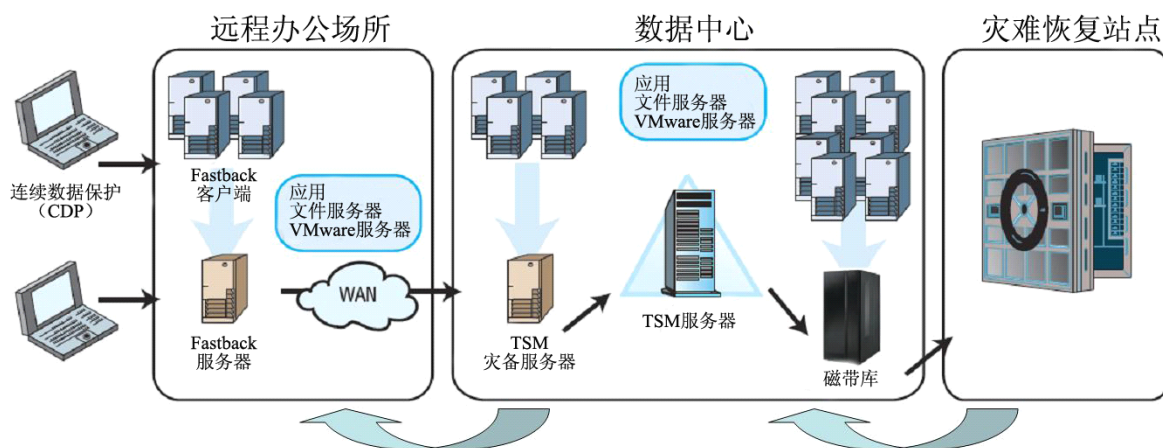 远程办公场所
数据中心
灾难恢复站点
连续数据保护
（CDP）
Fastback
客户端
应用
文件服务器
VMware服务器
Fastback
服务器
WAN
应用
文件服务器
VMware服务器
TSM
灾备服务器
TSM服务器
磁带库